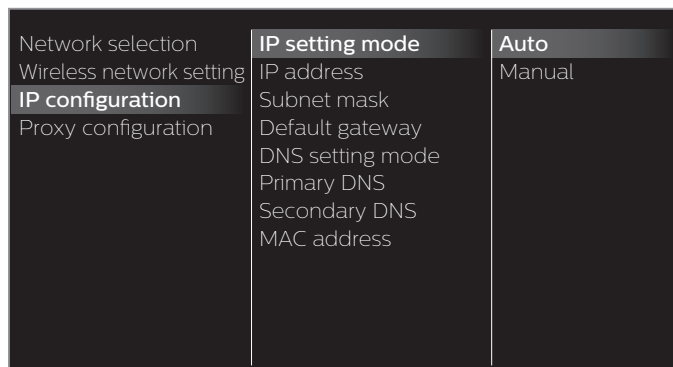 Network selection
Wireless network setting
IP configuration
Proxy configuration
IP setting mode
IP address
Subnet mask
Default gateway
DNS setting mode
Primary DNS
Secondary DNS
MAC address
Auto
Manual